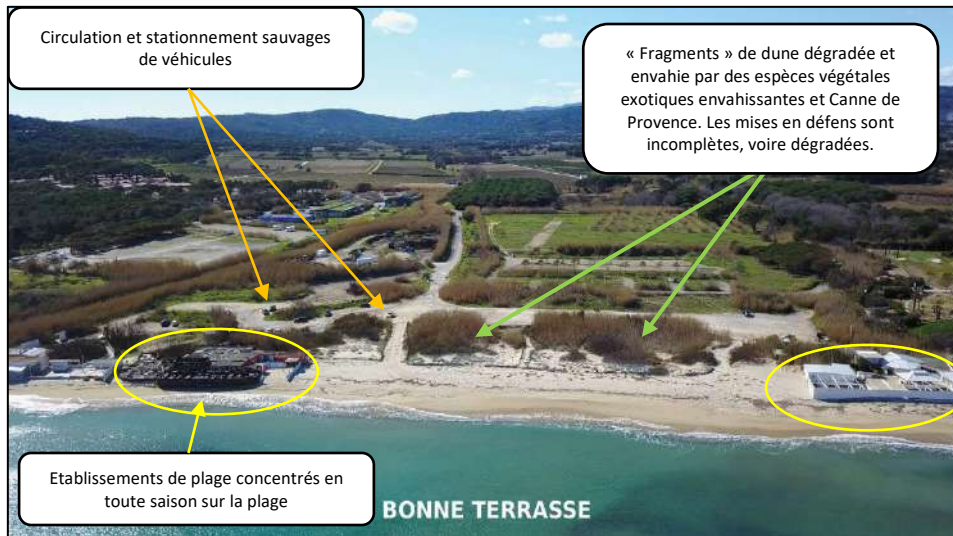 Circulation et stationnement sauvages
de véhicules
« Fragments » de dune dégradée et
envahie par des espèces végétales
exotiques envahissantes et Canne de
Provence. Les mises en défens sont
incomplètes, voire dégradées.
Etablissements de plage concentrés en
toute saison sur la plage
BONNE TERRASSE